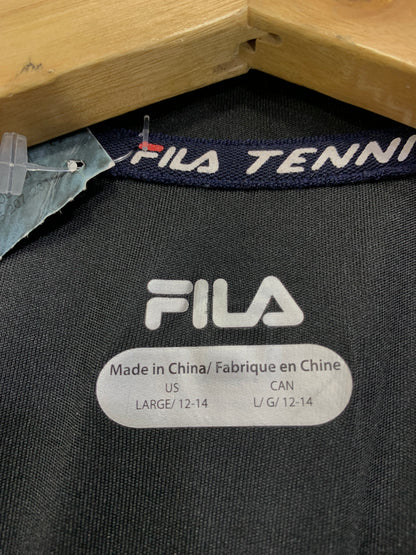 FILA TENNI
FILA
Made in China/ Fabrique en Chine
US CAN
LARGE/ 12-14 L/ G/ 12-14